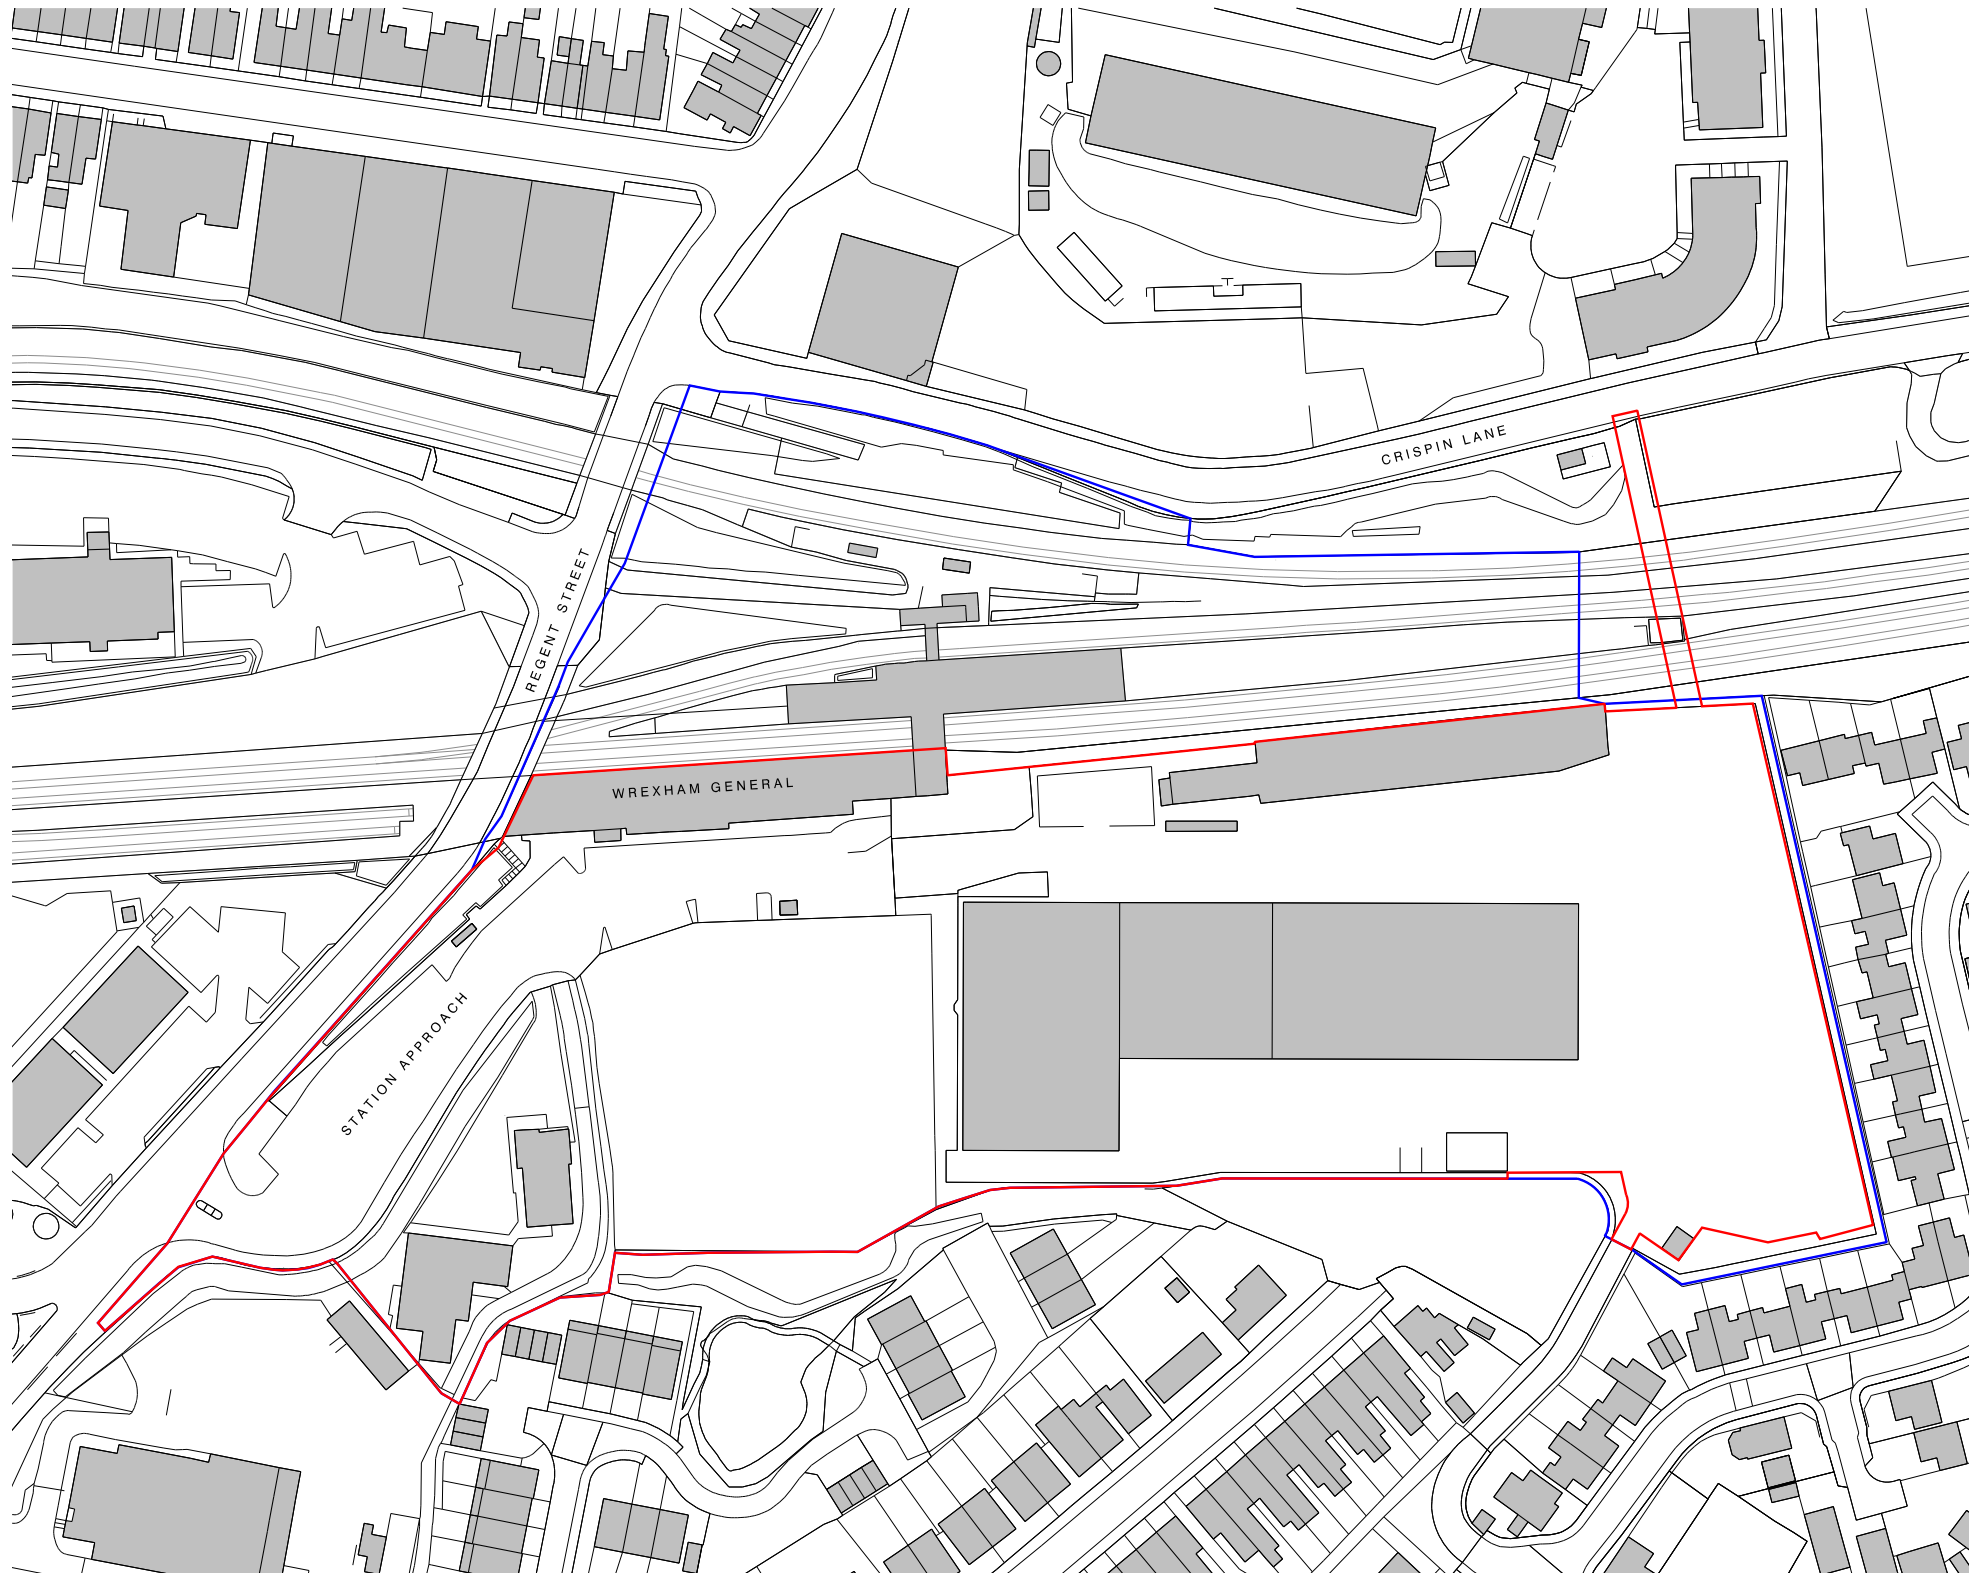 CRISPIN LANE
REGENT STREET
WREXHAM GENERAL
STATION APPROACH